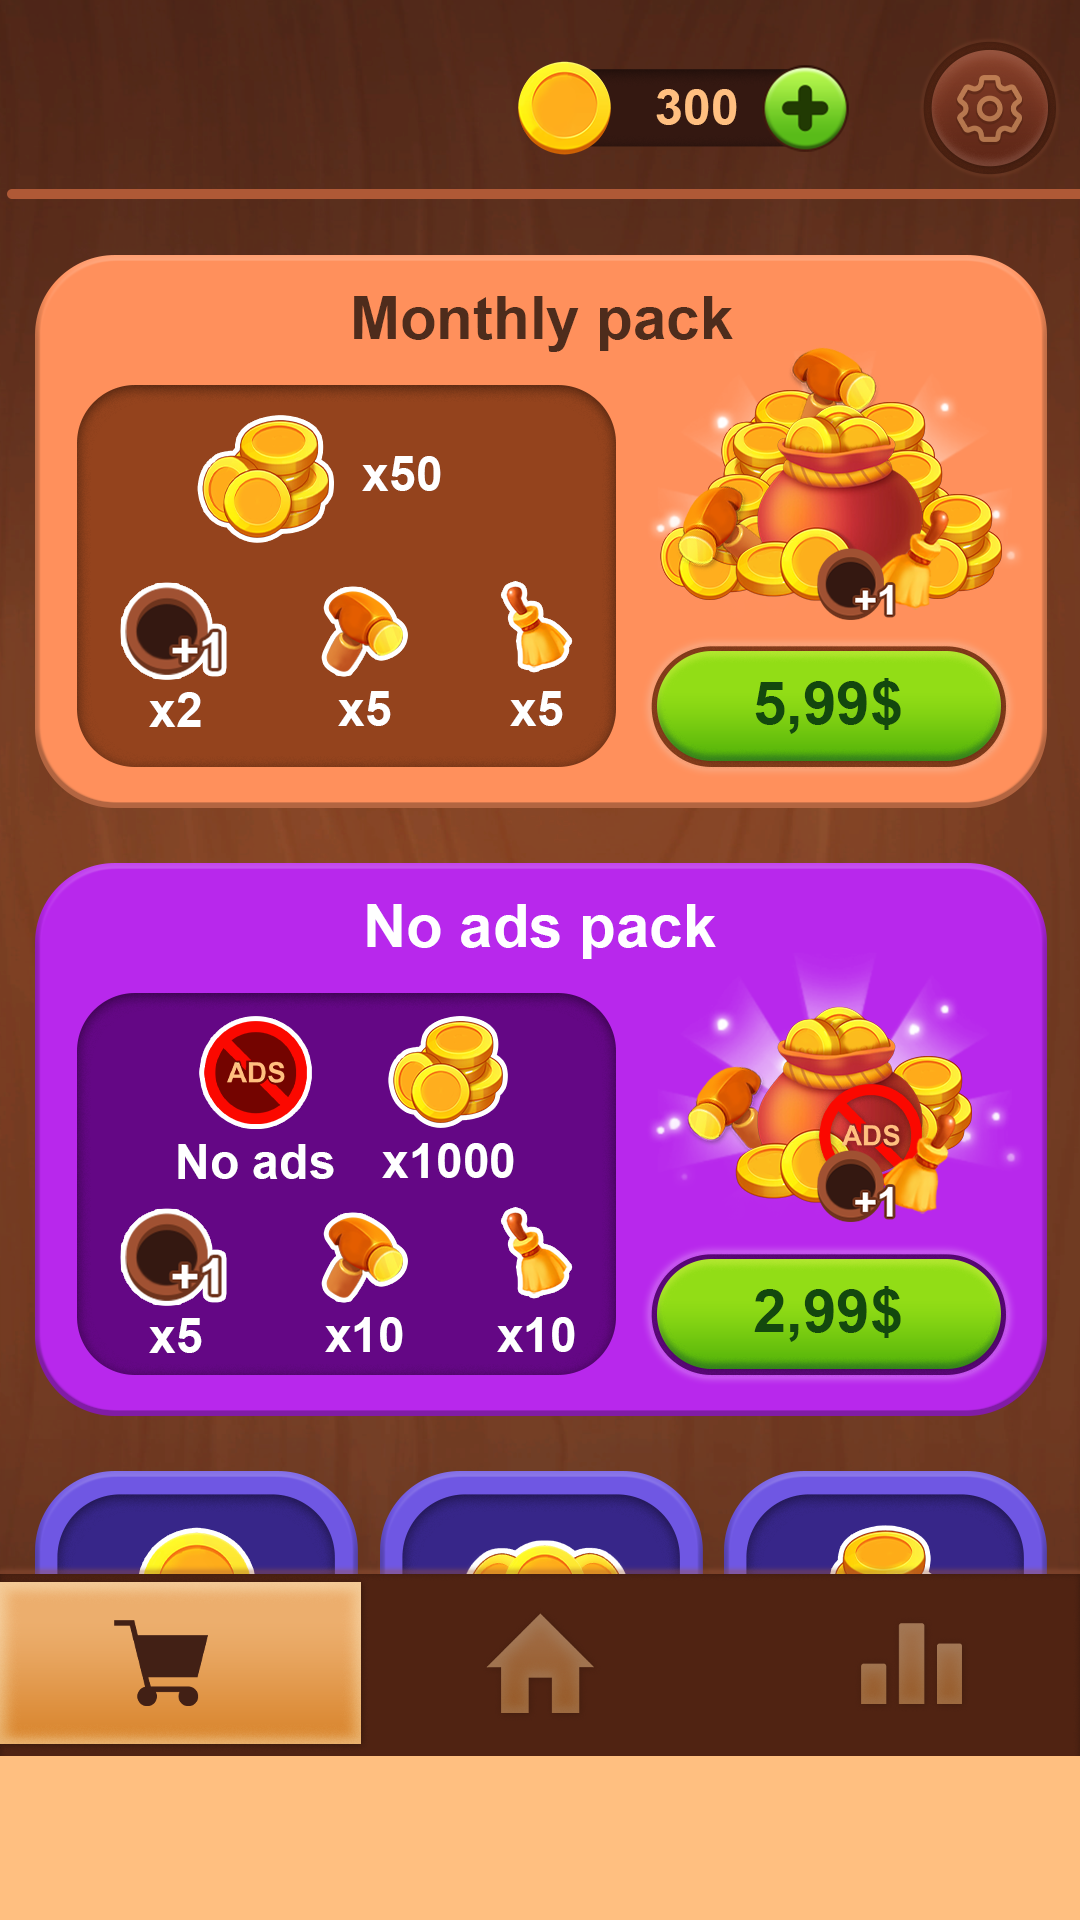 300
Monthly pack
x50
+1
x2
x5
x5
+1
5,99$
No ads pack
ADS
No ads
x1000
+1
x5
x10
x10
ADS
+1
2,99$